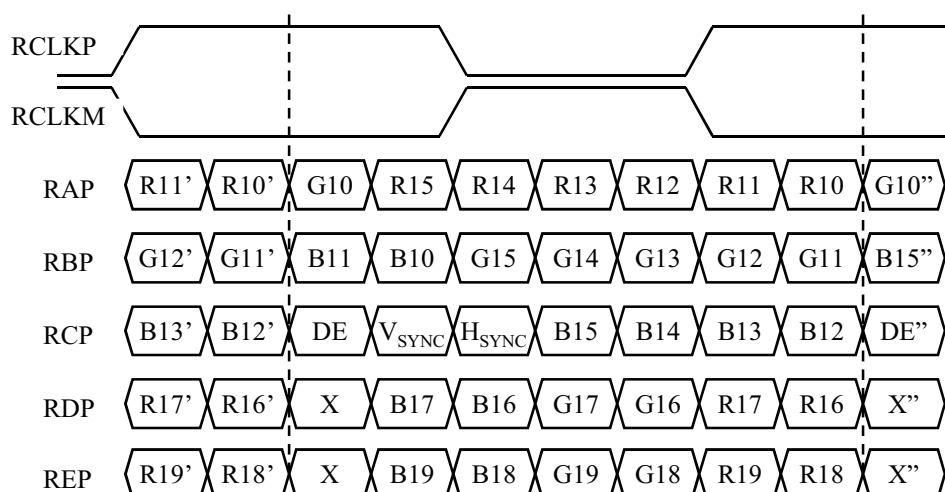 RCLKP
RCLKM
RAP R11’ R10’ G10 R15 R14 R13 R12 R11 R10 G10”
RBP G12’ G11’ B11 B10 G15 G14 G13 G12 G11 B15”
RCP B13’ B12’ DE VSYNC HSYNC B15 B14 B13 B12 DE”
RDP R17’ R16’ X B17 B16 G17 G16 R17 R16 X”
REP R19’ R18’ X B19 B18 G19 G18 R19 R18 X”